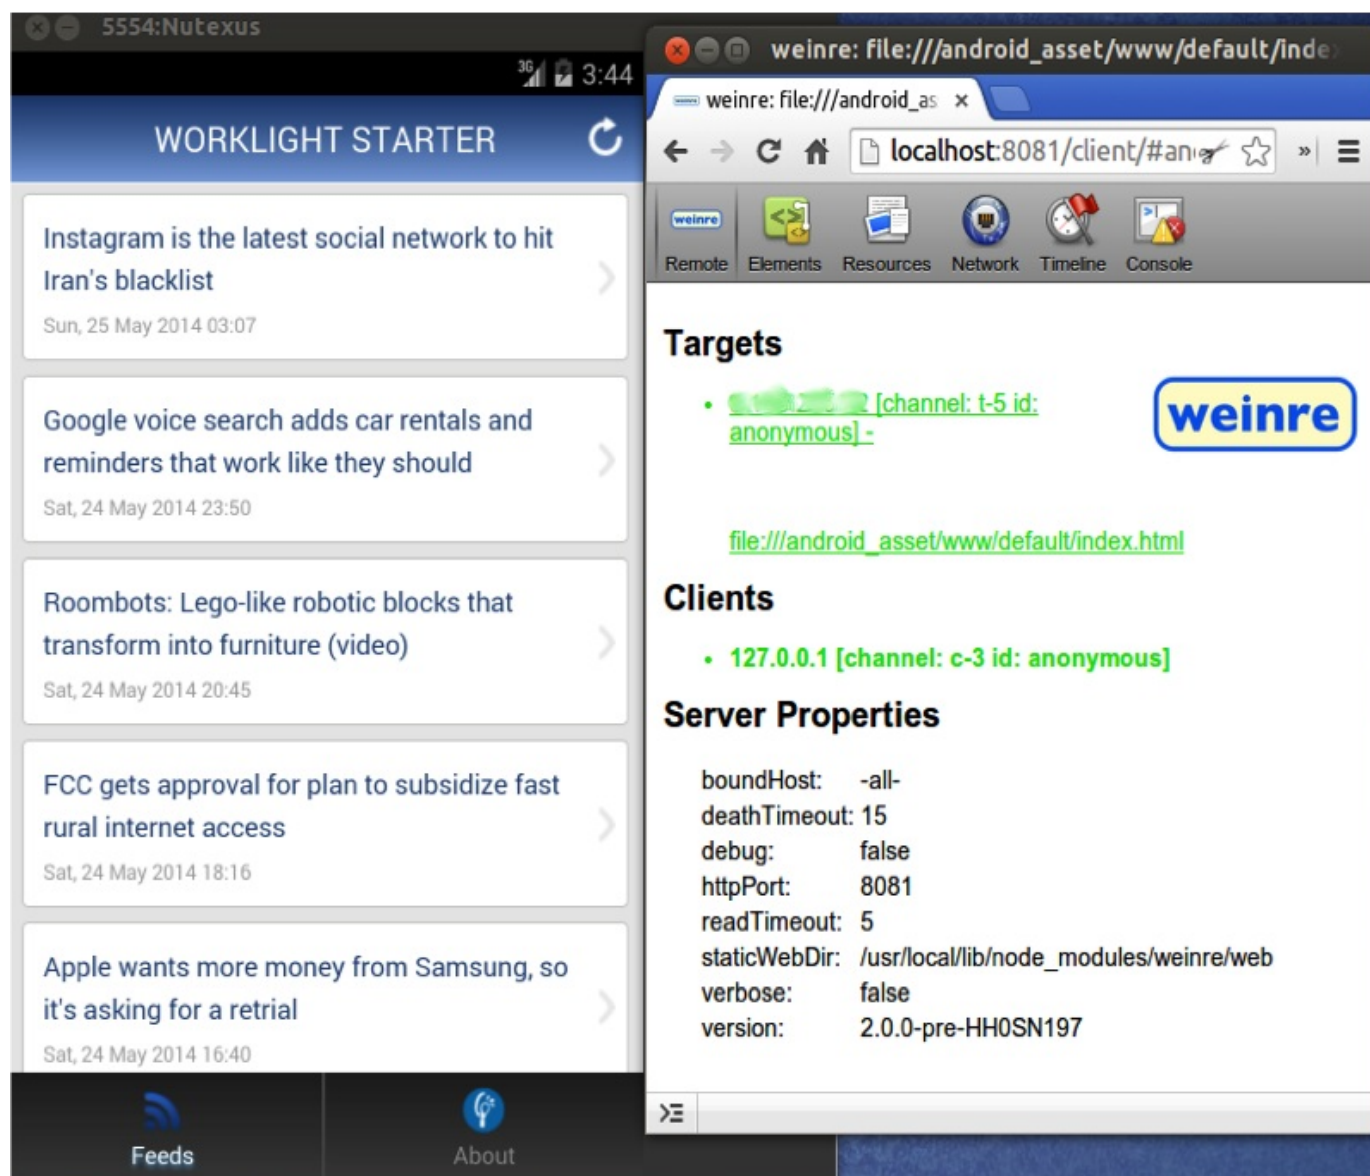 5554:Nutexus
3G
3:44
WORKLIGHT STARTER
Instagram is the latest social network to hit
Iran's blacklist
Sun, 25 May 2014 03:07
Google voice search adds car rentals and
reminders that work like they should
Sat, 24 May 2014 23:50
Roombots: Lego-like robotic blocks that
transform into furniture (video)
Sat, 24 May 2014 20:45
FCC gets approval for plan to subsidize fast
rural internet access
Sat, 24 May 2014 18:16
Apple wants more money from Samsung, so
it's asking for a retrial
Sat, 24 May 2014 16:40
Feeds
About
weinre: file:///android_asset/www/default/inde
weinre: file:///android_as
localhost:8081/client/#an
weinre
Remote Elements Resources Network Timeline Console
Targets
[channel: t-5 id:
anonymous] -
weinre
file:///android_asset/www/default/index.html
Clients
• 127.0.0.1 [channel: c-3 id: anonymous]
Server Properties
boundHost: -all-
deathTimeout: 15
debug: false
httpPort: 8081
readTimeout: 5
staticWebDir: /usr/local/lib/node_modules/weinre/web
verbose: false
version: 2.0.0-pre-HH0SN197